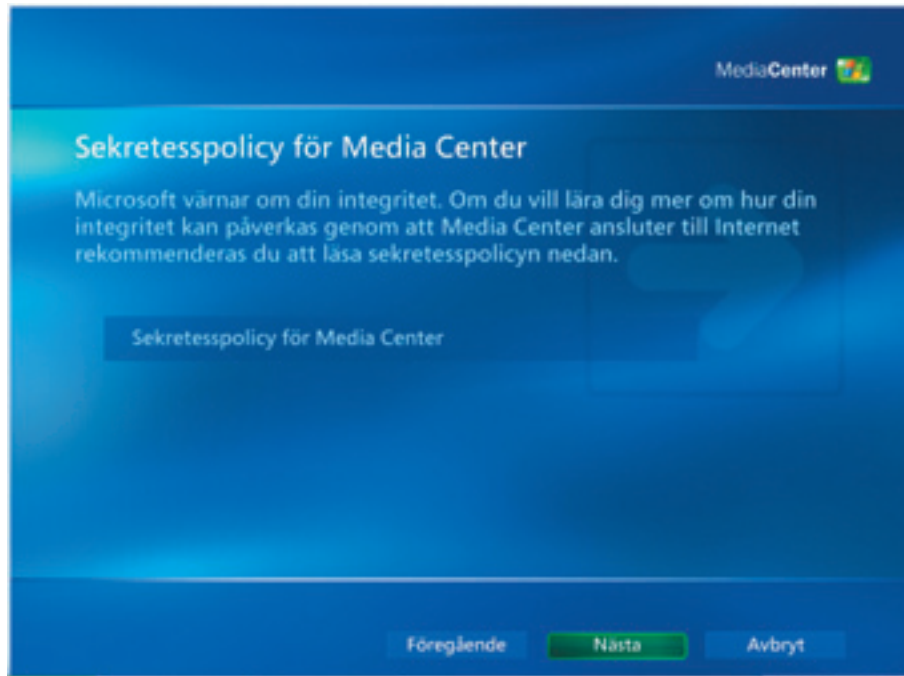 MediaCenter
Sekretesspolicy för Media Center
Microsoft värnar om din integritet. Om du vill lära dig mer om hur din
integritet kan påverkas genom att Media Center ansluter till Internet
rekommenderas du att läsa sekretesspolicyn nedan.
Sekretesspolicy för Media Center
Föregående Nästa Avbryt